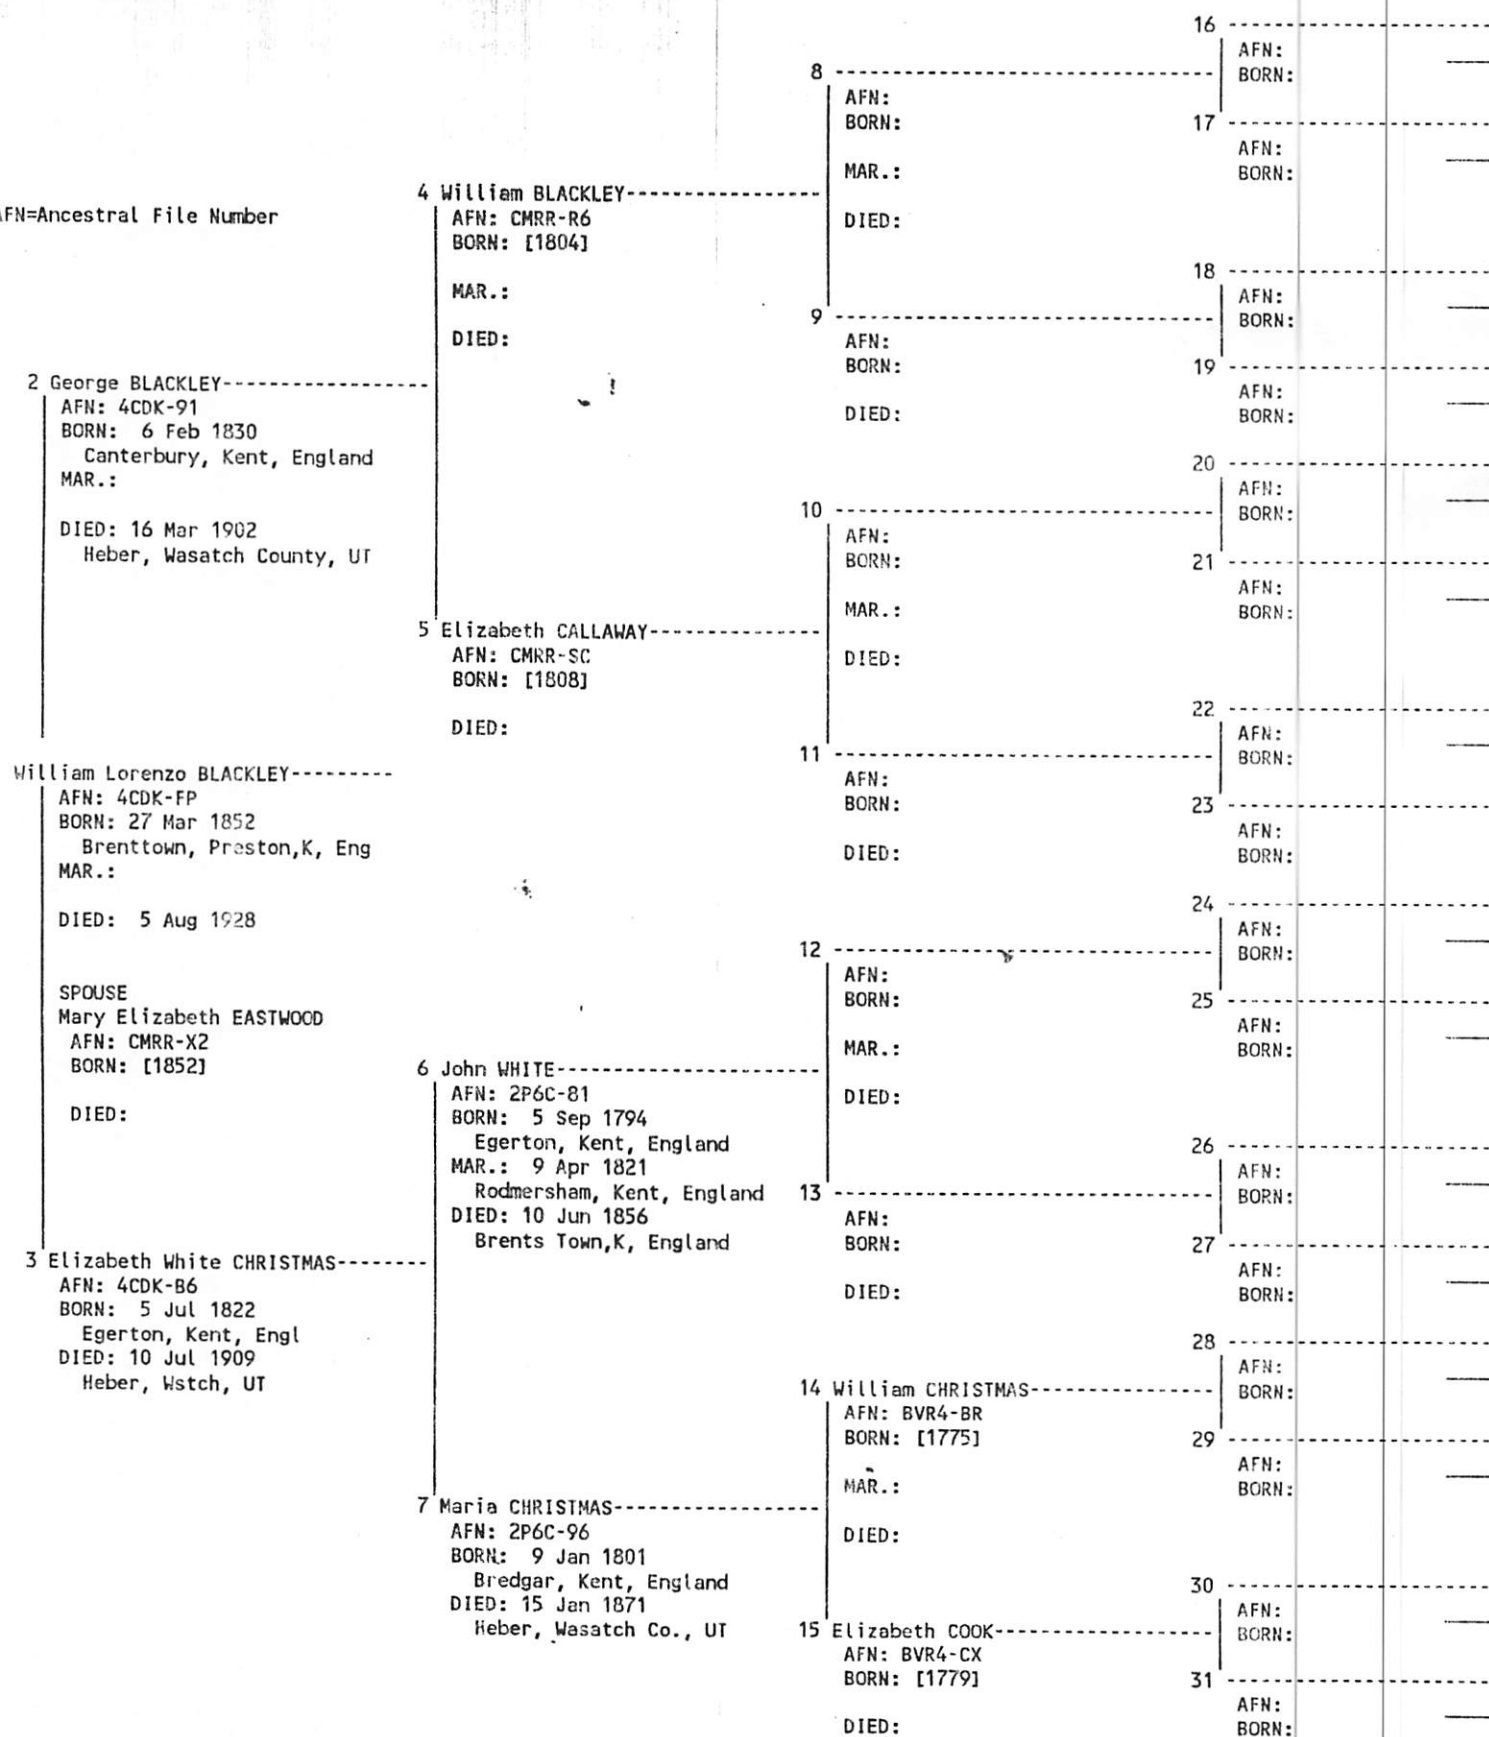 AFN=Ancestral File Number
2 George BLACKLEY-----------------
AFN: 4CDK-91
BORN:  6 Feb 1830
Canterbury, Kent, England
MAR.:
DIED: 16 Mar 1902
Heber, Wasatch County, UT
William Lorenzo BLACKLEY---------
AFN: 4CDK-FP
BORN: 27 Mar 1852
Brenttown, Preston,K, Eng
MAR.:
DIED:  5 Aug 1928
SPOUSE
Mary Elizabeth EASTWOOD
AFN: CMRR-X2
BORN: [1852]
DIED:
3 Elizabeth White CHRISTMAS--------
AFN: 4CDK-B6
BORN:  5 Jul 1822
Egerton, Kent, Engl
DIED: 10 Jul 1909
Heber, Wstch, UT
4 William BLACKLEY----------------
AFN: CMRR-R6
BORN: [1804]
MAR.:
DIED:
5 Elizabeth CALLAWAY--------------
AFN: CMRR-SC
BORN: [1808]
DIED:
6 John WHITE----------------------
AFN: 2P6C-81
BORN:  5 Sep 1794
Egerton, Kent, England
MAR.:  9 Apr 1821
Rodmersham, Kent, England
DIED: 10 Jun 1856
Brents Town,K, England
7 Maria CHRISTMAS-----------------
AFN: 2P6C-96
BORN:  9 Jan 1801
Bredgar, Kent, England
DIED: 15 Jan 1871
Heber, Wasatch Co., UT
8 --------------------------------
AFN:
BORN:
MAR.:
DIED:
9 --------------------------------
AFN:
BORN:
DIED:
10 --------------------------------
AFN:
BORN:
MAR.:
DIED:
11 --------------------------------
AFN:
BORN:
DIED:
12 --------------------------------
AFN:
BORN:
MAR.:
DIED:
13 --------------------------------
AFN:
BORN:
DIED:
14 William CHRISTMAS----------------
AFN: BVR4-BR
BORN: [1775]
MAR.:
DIED:
15 Elizabeth COOK-------------------
AFN: BVR4-CX
BORN: [1779]
DIED:
16 ----------------------
AFN:
BORN:
17 ----------------------
AFN:
BORN:
18 ----------------------
AFN:
BORN:
19 ----------------------
AFN:
BORN:
20 ----------------------
AFN:
BORN:
21 ----------------------
AFN:
BORN:
22 ----------------------
AFN:
BORN:
23 ----------------------
AFN:
BORN:
24 ----------------------
AFN:
BORN:
25 ----------------------
AFN:
BORN:
26 ----------------------
AFN:
BORN:
27 ----------------------
AFN:
BORN:
28 ----------------------
AFN:
BORN:
29 ----------------------
AFN:
BORN:
30 ----------------------
AFN:
BORN:
31 ----------------------
AFN:
BORN: